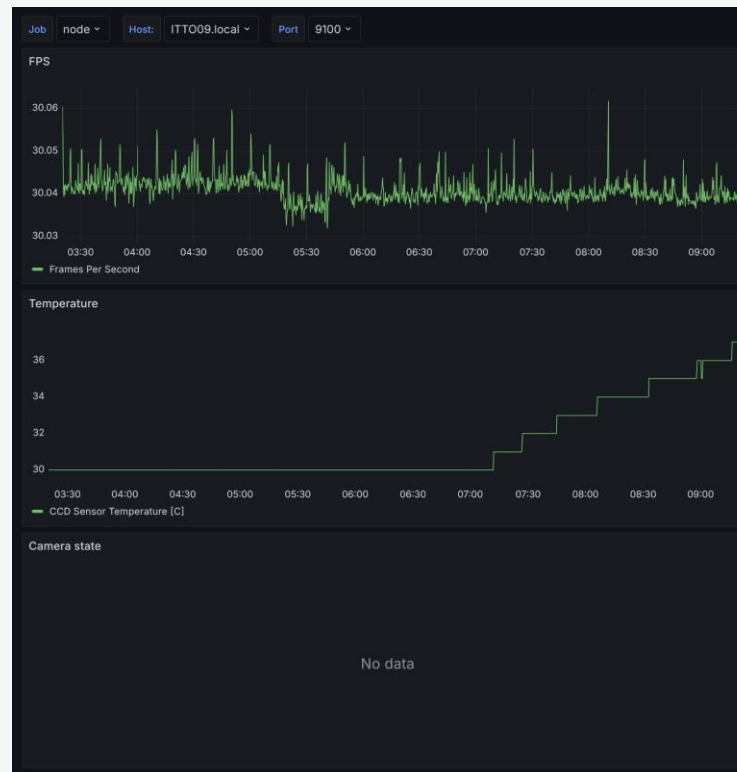 Job node Host: ITTO09.local Port 9100
FPS
30.06
30.05
30.04
30.03
03:30 04:00 04:30 05:00 05:30 06:00 06:30 07:00 07:30 08:00 08:30 09:00
Frames Per Second
Temperature
36
34
32
30
03:30 04:00 04:30 05:00 05:30 06:00 06:30 07:00 07:30 08:00 08:30 09:00
CCD Sensor Temperature [C]
Camera state
No data